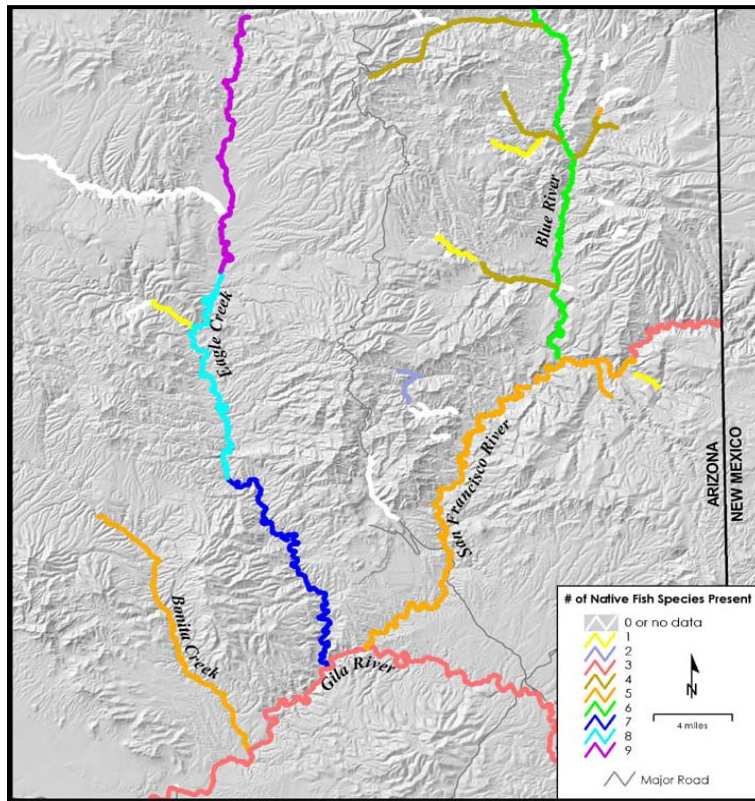 Blue River
Eagle Creek
San Francisco River
ARIZONA
NEW MEXICO
Bonita Creek
Gila River
# of Native Fish Species Present
0 or no data
1
2
3
4
5
6
7
8
9
N
4 miles
Major Road